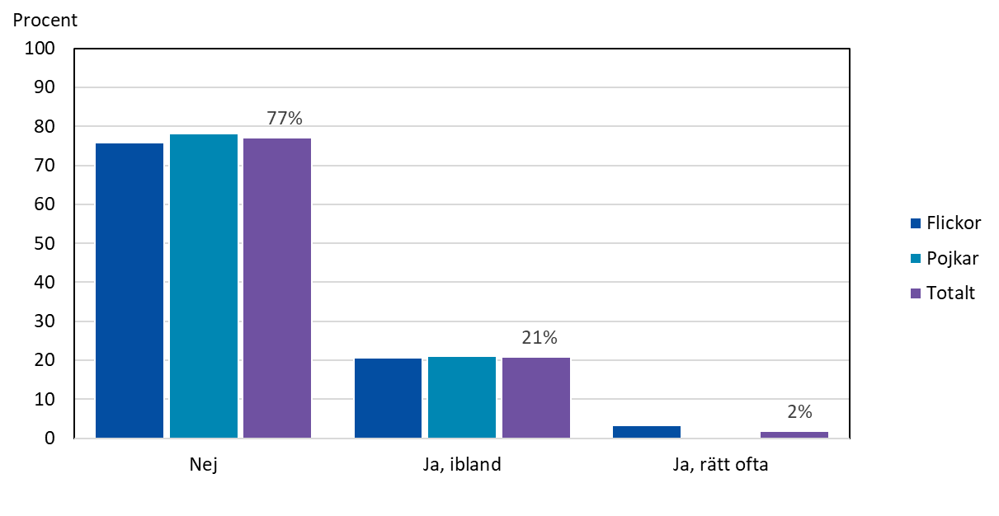 Procent
100
90
80
70
60
50
40
30
20
10
0
77%
21%
2%
Nej
Ja, ibland
Ja, rätt ofta
Flickor
Pojkar
Totalt